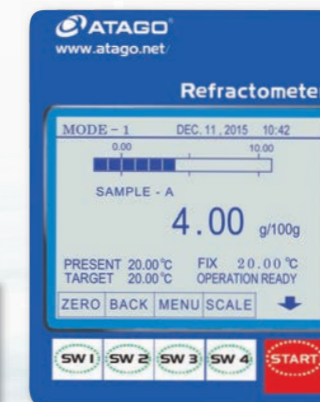 ATAGO®
www.atago.net
Refractomete
MODE - 1 DEC. 11 , 2015 10:42
0.00 10.00
SAMPLE - A
4.00 g/100g
PRESENT 20.00°C FIX 20.00°C
TARGET 20.00°C OPERATION READY
ZERO BACK MENU SCALE
SW 1 SW 2 SW 3 SW 4 START